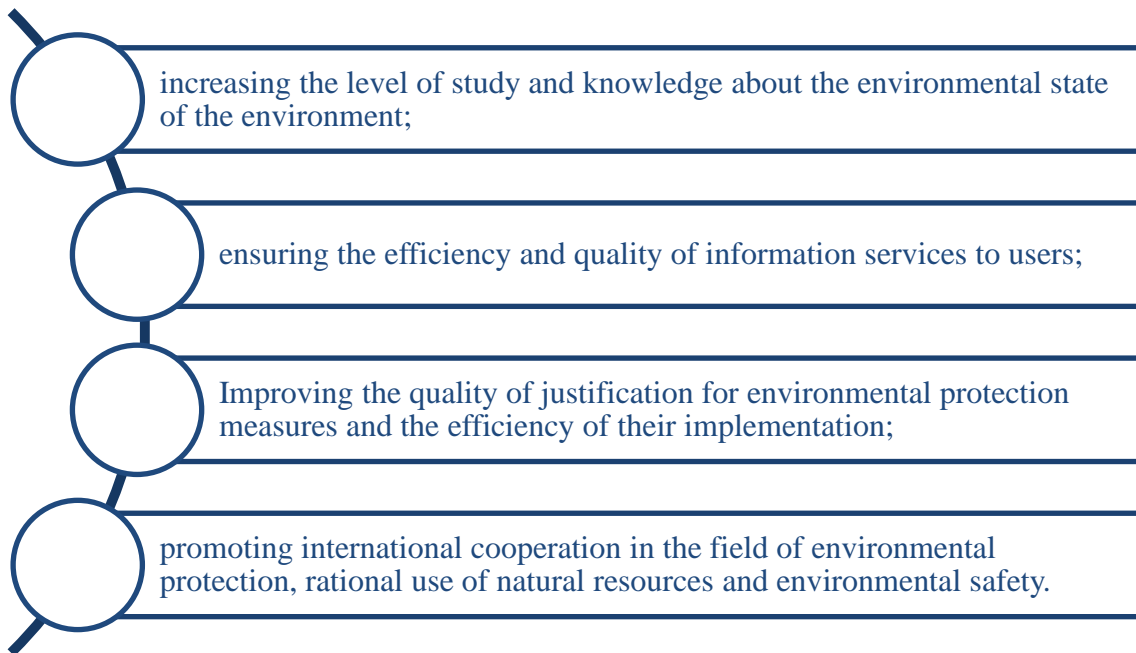 increasing the level of study and knowledge about the environmental state
of the environment;
ensuring the efficiency and quality of information services to users;
Improving the quality of justification for environmental protection
measures and the efficiency of their implementation;
promoting international cooperation in the field of environmental
protection, rational use of natural resources and environmental safety.